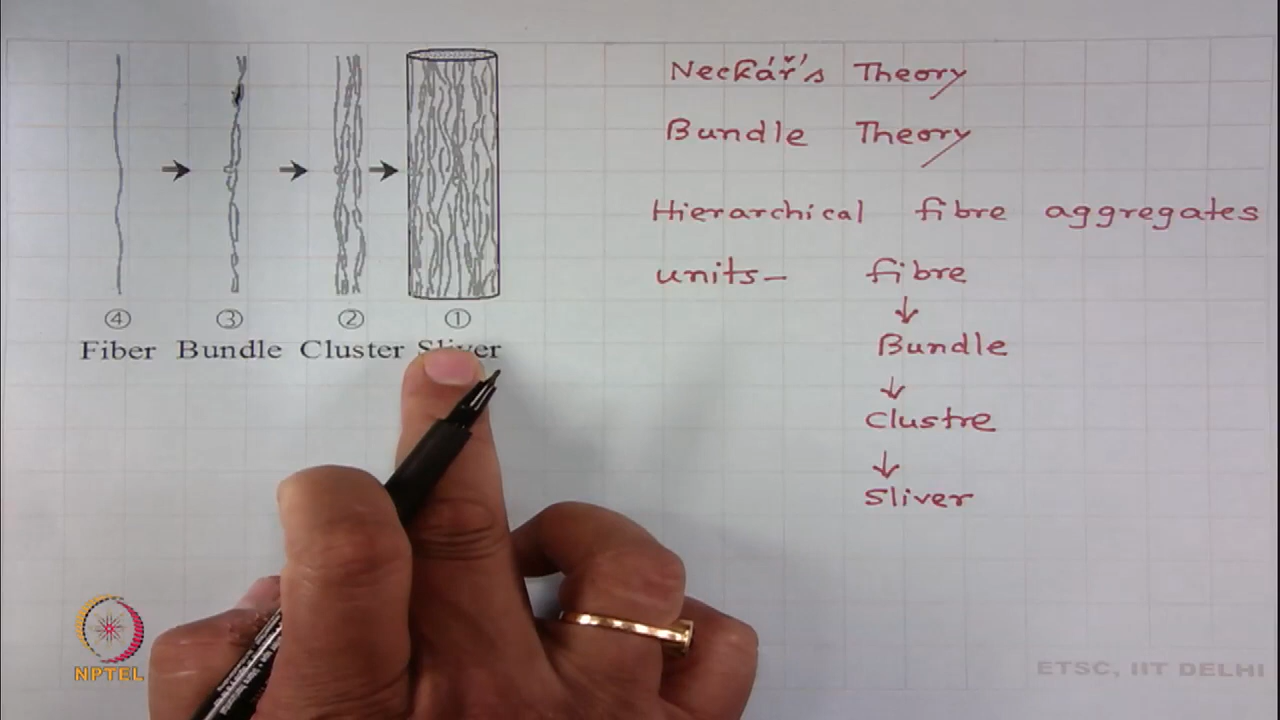 Neckář's Theory
Bundle Theory
Hierarchical fibre aggregates
units- fibre
↓
Bundle
↓
Clustre
↓
Sliver
④ ③ ② ①
Fiber Bundle Cluster Sliver
NPTEL
ETSC, IIT DELHI